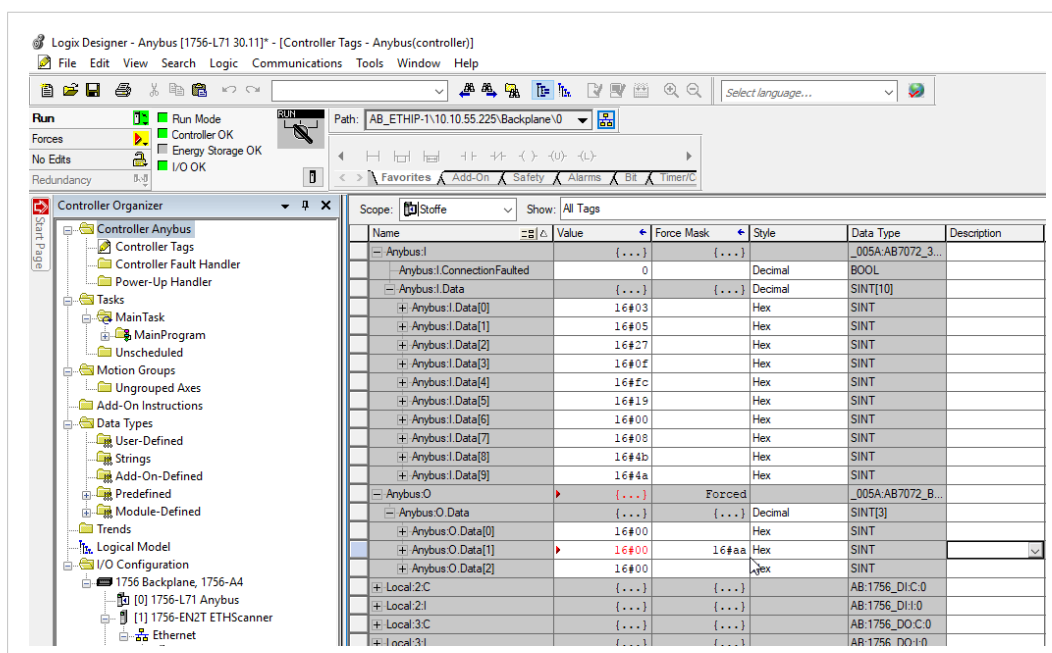 Logix Designer - Anybus [1756-L71 30.11]* - [Controller Tags - Anybus(controller)]
File Edit View Search Logic Communications Tools Window Help
Select language...
Run
Run Mode
RUN
Path: AB_ETHIP-1\10.10.55.225\Backplane\0
Forces
Controller OK
Energy Storage OK
No Edits
I/O OK
Redundancy
Favorites Add-On Safety Alarms Bit Timer/C
Start Page
Controller Organizer
Controller Anybus
Controller Tags
Controller Fault Handler
Power-Up Handler
Tasks
MainTask
MainProgram
Unscheduled
Motion Groups
Ungrouped Axes
Add-On Instructions
Data Types
User-Defined
Strings
Add-On-Defined
Predefined
Module-Defined
Trends
Logical Model
I/O Configuration
1756 Backplane, 1756-A4
[0] 1756-L71 Anybus
[1] 1756-EN2T ETHScanner
Ethernet
Scope: Stoffe Show: All Tags
Name Value Force Mask Style Data Type Description
Anybus:I {...} {...} _005A:AB7072_3...
Anybus:I.ConnectionFaulted 0 Decimal BOOL
Anybus:I.Data {...} {...} Decimal SINT[10]
Anybus:I.Data[0] 16#03 Hex SINT
Anybus:I.Data[1] 16#05 Hex SINT
Anybus:I.Data[2] 16#27 Hex SINT
Anybus:I.Data[3] 16#0f Hex SINT
Anybus:I.Data[4] 16#fc Hex SINT
Anybus:I.Data[5] 16#19 Hex SINT
Anybus:I.Data[6] 16#00 Hex SINT
Anybus:I.Data[7] 16#08 Hex SINT
Anybus:I.Data[8] 16#4b Hex SINT
Anybus:I.Data[9] 16#4a Hex SINT
Anybus:O {...} Forced _005A:AB7072_B...
Anybus:O.Data {...} {...} Decimal SINT[3]
Anybus:O.Data[0] 16#00 Hex SINT
Anybus:O.Data[1] 16#00 16#aa Hex SINT
Anybus:O.Data[2] 16#00 Hex SINT
Local:2:C {...} {...} AB:1756_DI:C:0
Local:2:I {...} {...} AB:1756_DI:I:0
Local:3:C {...} {...} AB:1756_DO:C:0
Local:3:I {...} {...} AB:1756_DO:I:0